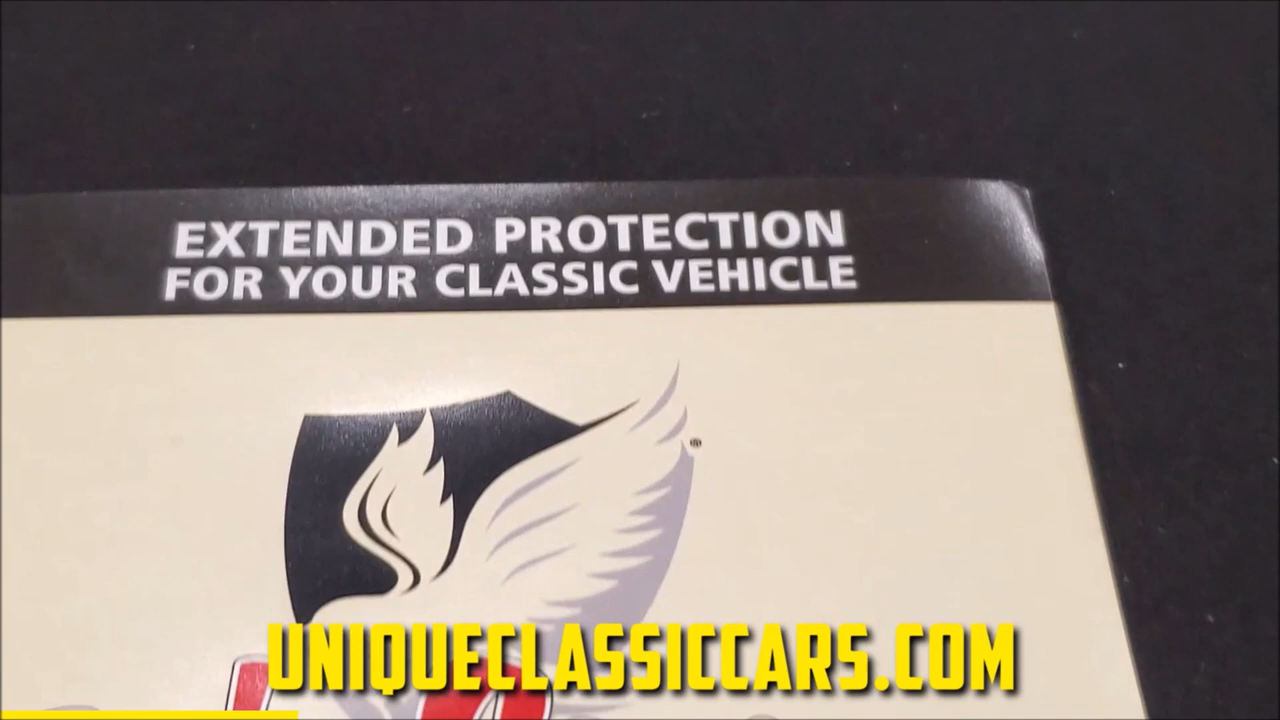 EXTENDED PROTECTION
FOR YOUR CLASSIC VEHICLE
UNIQUECLASSICCARS.COM